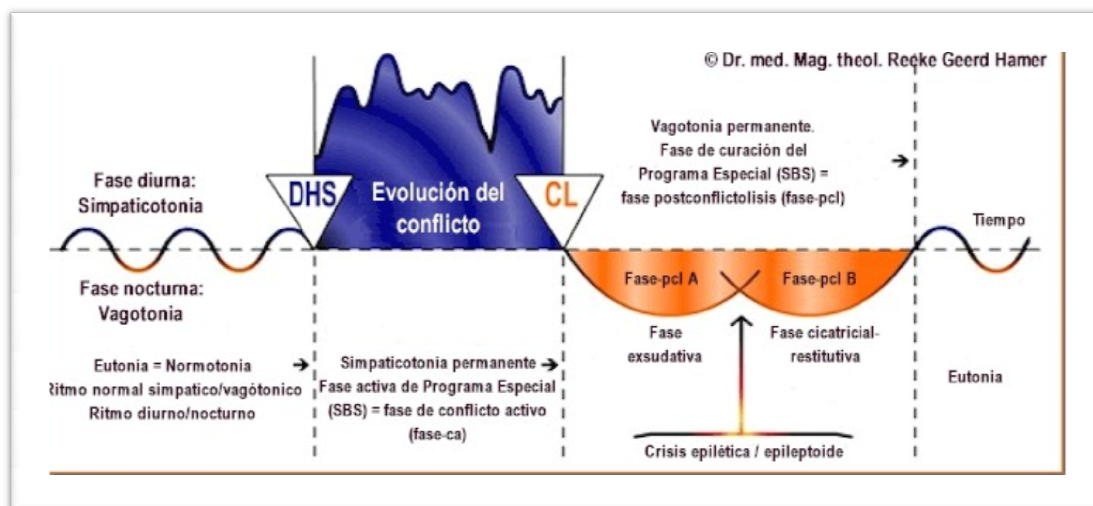 © Dr. med. Mag. theol. Reeke Geerd Hamer
Fase diurna:
Simpaticotonia
DHS
Evolución del
conflicto
CL
Vagotonia permanente.
Fase de curación del
Programa Especial (SBS) =
fase postconflictolisis (fase-pcl)
Tiempo
Fase nocturna:
Vagotonia
Fase-pcl A
Fase-pcl B
Fase
exsudativa
Fase cicatricial-
restitutiva
Eutonia = Normotonia
Ritmo normal simpatico/vagótonico
Ritmo diurno/nocturno
Simpaticotonia permanente
Fase activa de Programa Especial
(SBS) = fase de conflicto activo
(fase-ca)
Eutonia
Crisis epilética / epileptoide